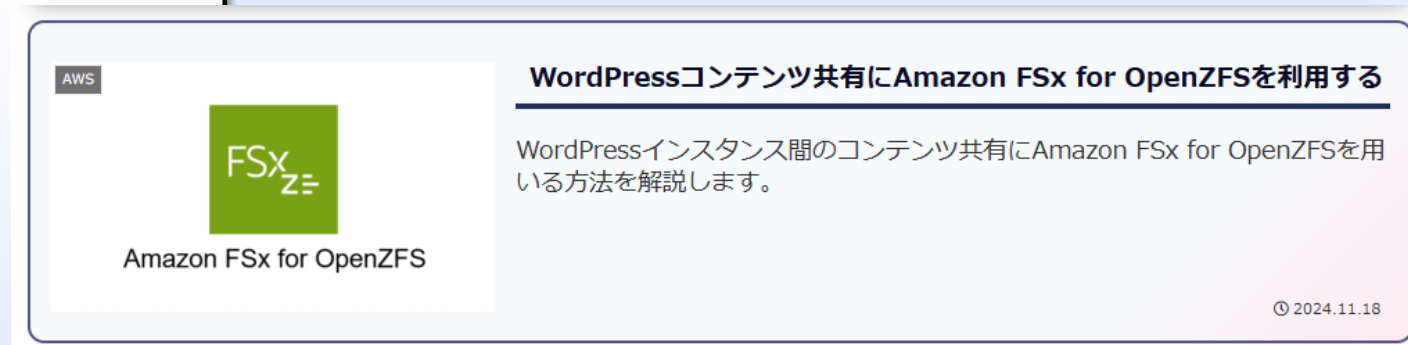 AWS
FSx
Z
Amazon FSx for OpenZFS
WordPressコンテンツ共有にAmazon FSx for OpenZFSを利用する
WordPressインスタンス間のコンテンツ共有にAmazon FSx for OpenZFSを用
いる方法を解説します。
2024.11.18